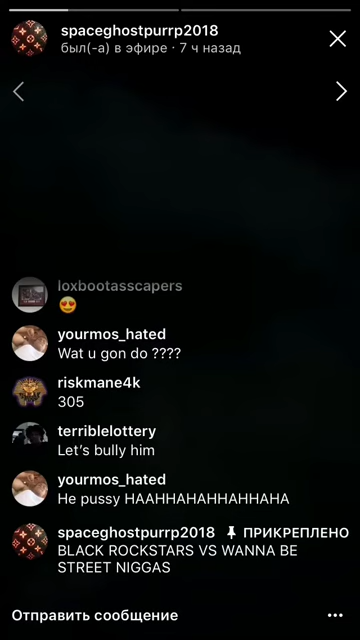 spaceghostpurrp2018
был(-а) в эфире · 7 ч назад
loxbootasscapers
😍
yourmos_hated
Wat u gon do ????
riskmane4k
305
terriblelottery
Let's bully him
yourmos_hated
He pussy HAAHHAHAHHAHHAHA
spaceghostpurrp2018 ПРИКРЕПЛЕНО
BLACK ROCKSTARS VS WANNA BE
STREET NIGGAS
Отправить сообщение